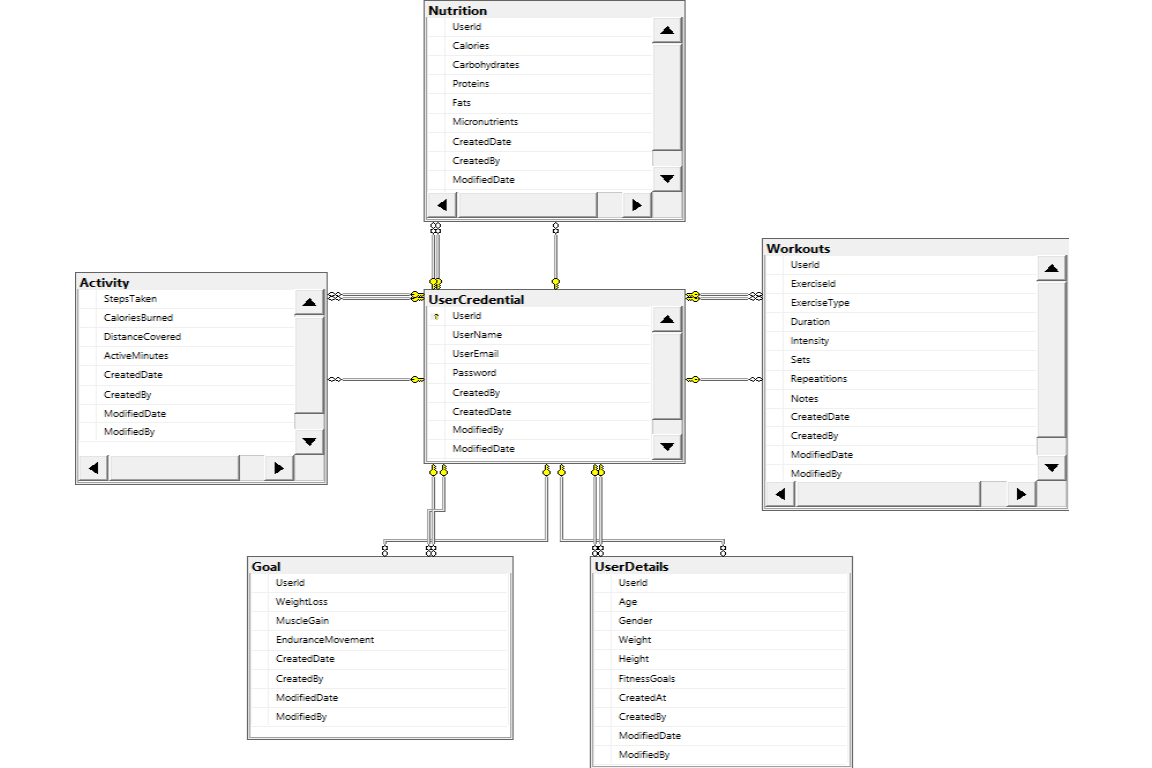 Nutrition
UserId
Calories
Carbohydrates
Proteins
Fats
Micronutrients
CreatedDate
CreatedBy
ModifiedDate
Activity
StepsTaken
CaloriesBurned
DistanceCovered
ActiveMinutes
CreatedDate
CreatedBy
ModifiedDate
ModifiedBy
UserCredential
UserId
UserName
UserEmail
Password
CreatedBy
CreatedDate
ModifiedBy
ModifiedDate
Workouts
UserId
ExerciseId
ExerciseType
Duration
Intensity
Sets
Repeatitions
Notes
CreatedDate
CreatedBy
ModifiedDate
ModifiedBy
Goal
UserId
WeightLoss
MuscleGain
EnduranceMovement
CreatedDate
CreatedBy
ModifiedDate
ModifiedBy
UserDetails
UserId
Age
Gender
Weight
Height
FitnessGoals
CreatedAt
CreatedBy
ModifiedDate
ModifiedBy